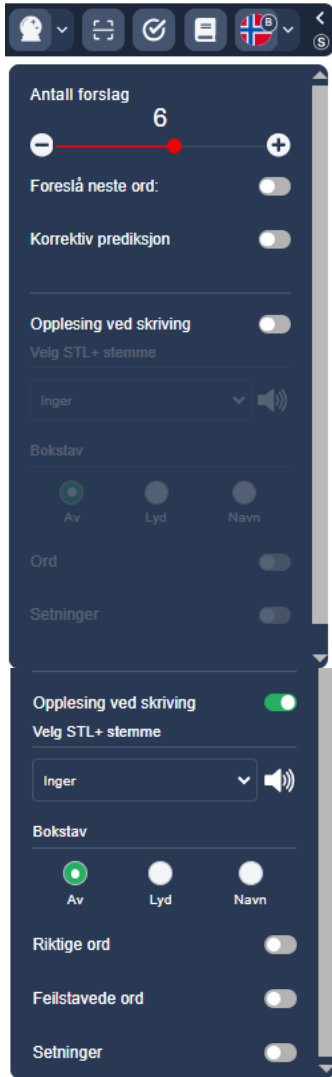 B
S
Antall forslag
6
Foreslå neste ord:
Korrektiv prediksjon
Opplesing ved skriving
Velg STL+ stemme
Inger
Bokstav
Av Lyd Navn
Ord
Setninger
Opplesing ved skriving
Velg STL+ stemme
Inger
Bokstav
Av Lyd Navn
Riktige ord
Feilstavede ord
Setninger